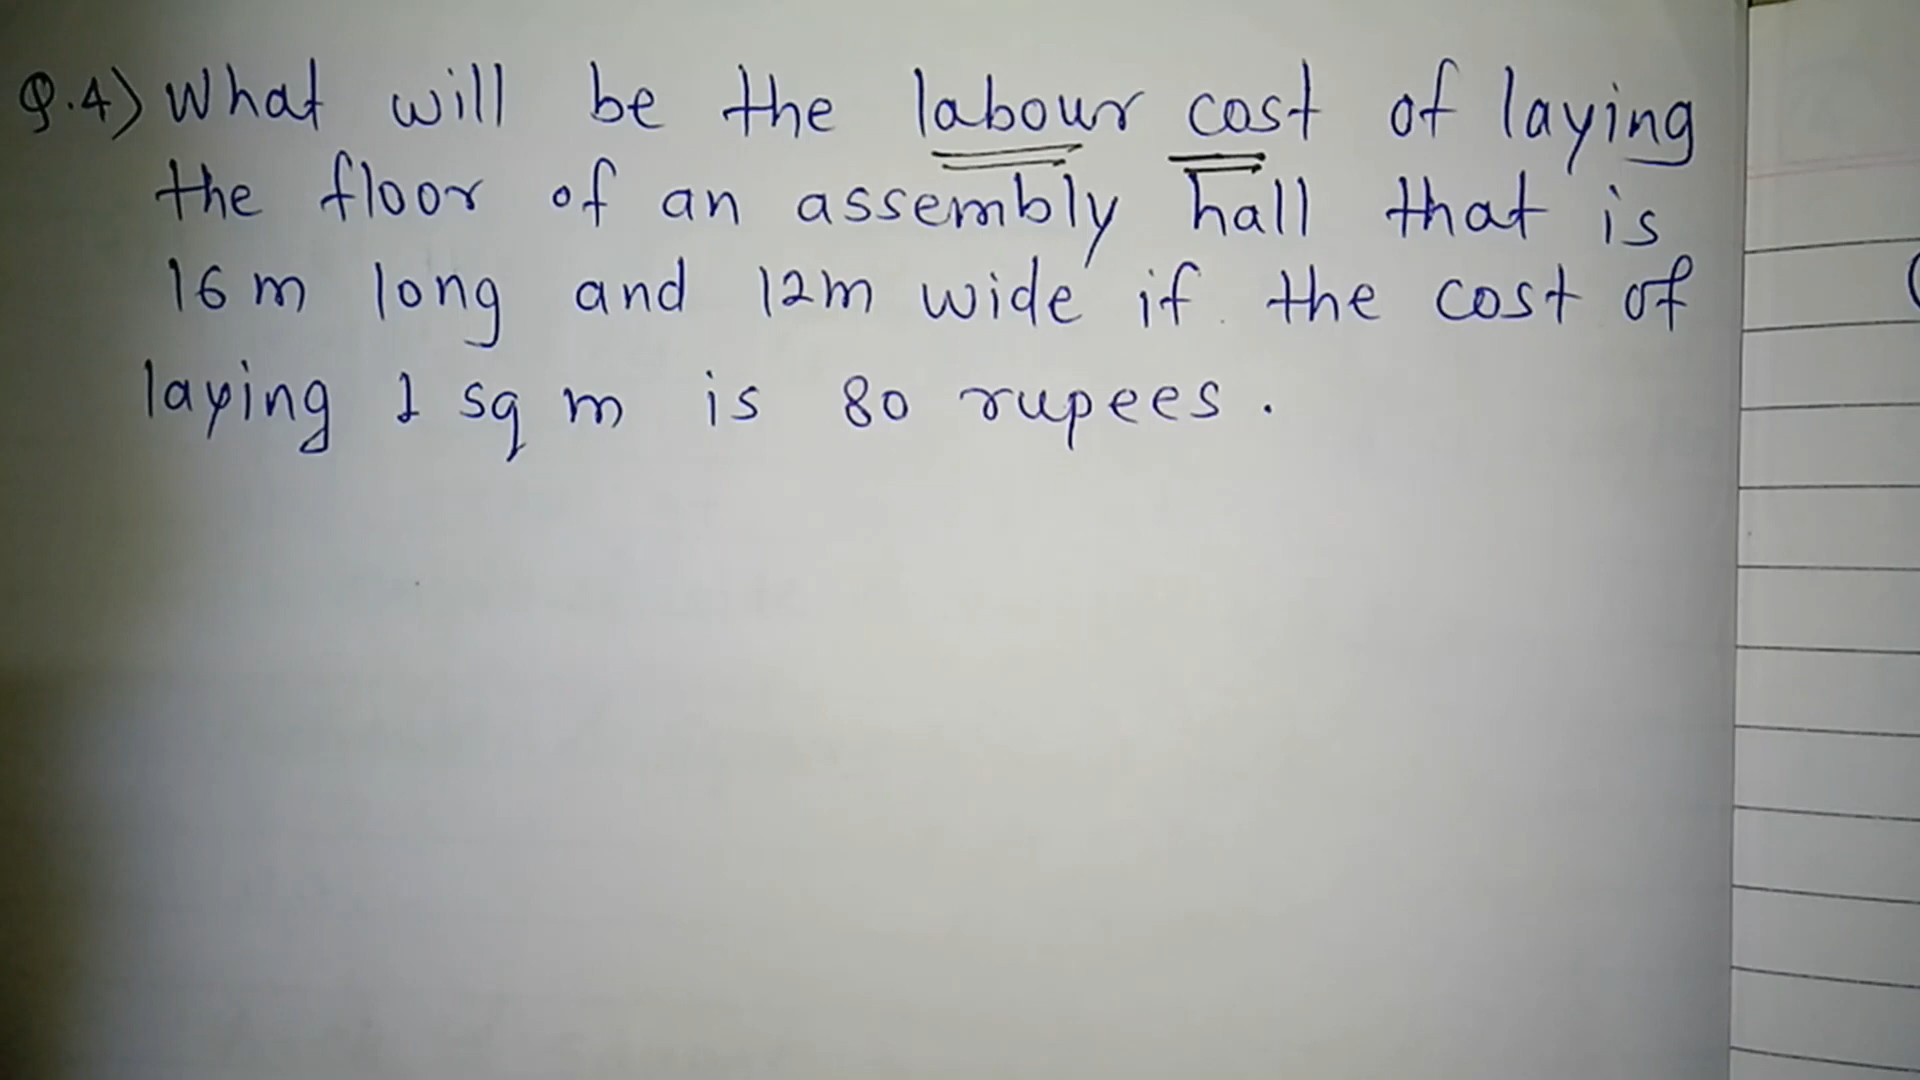 Q.4) What will be the labour cost of laying
the floor of an assembly hall that is
16 m long and 12m wide if the cost of
laying 1 sq m is 80 rupees.